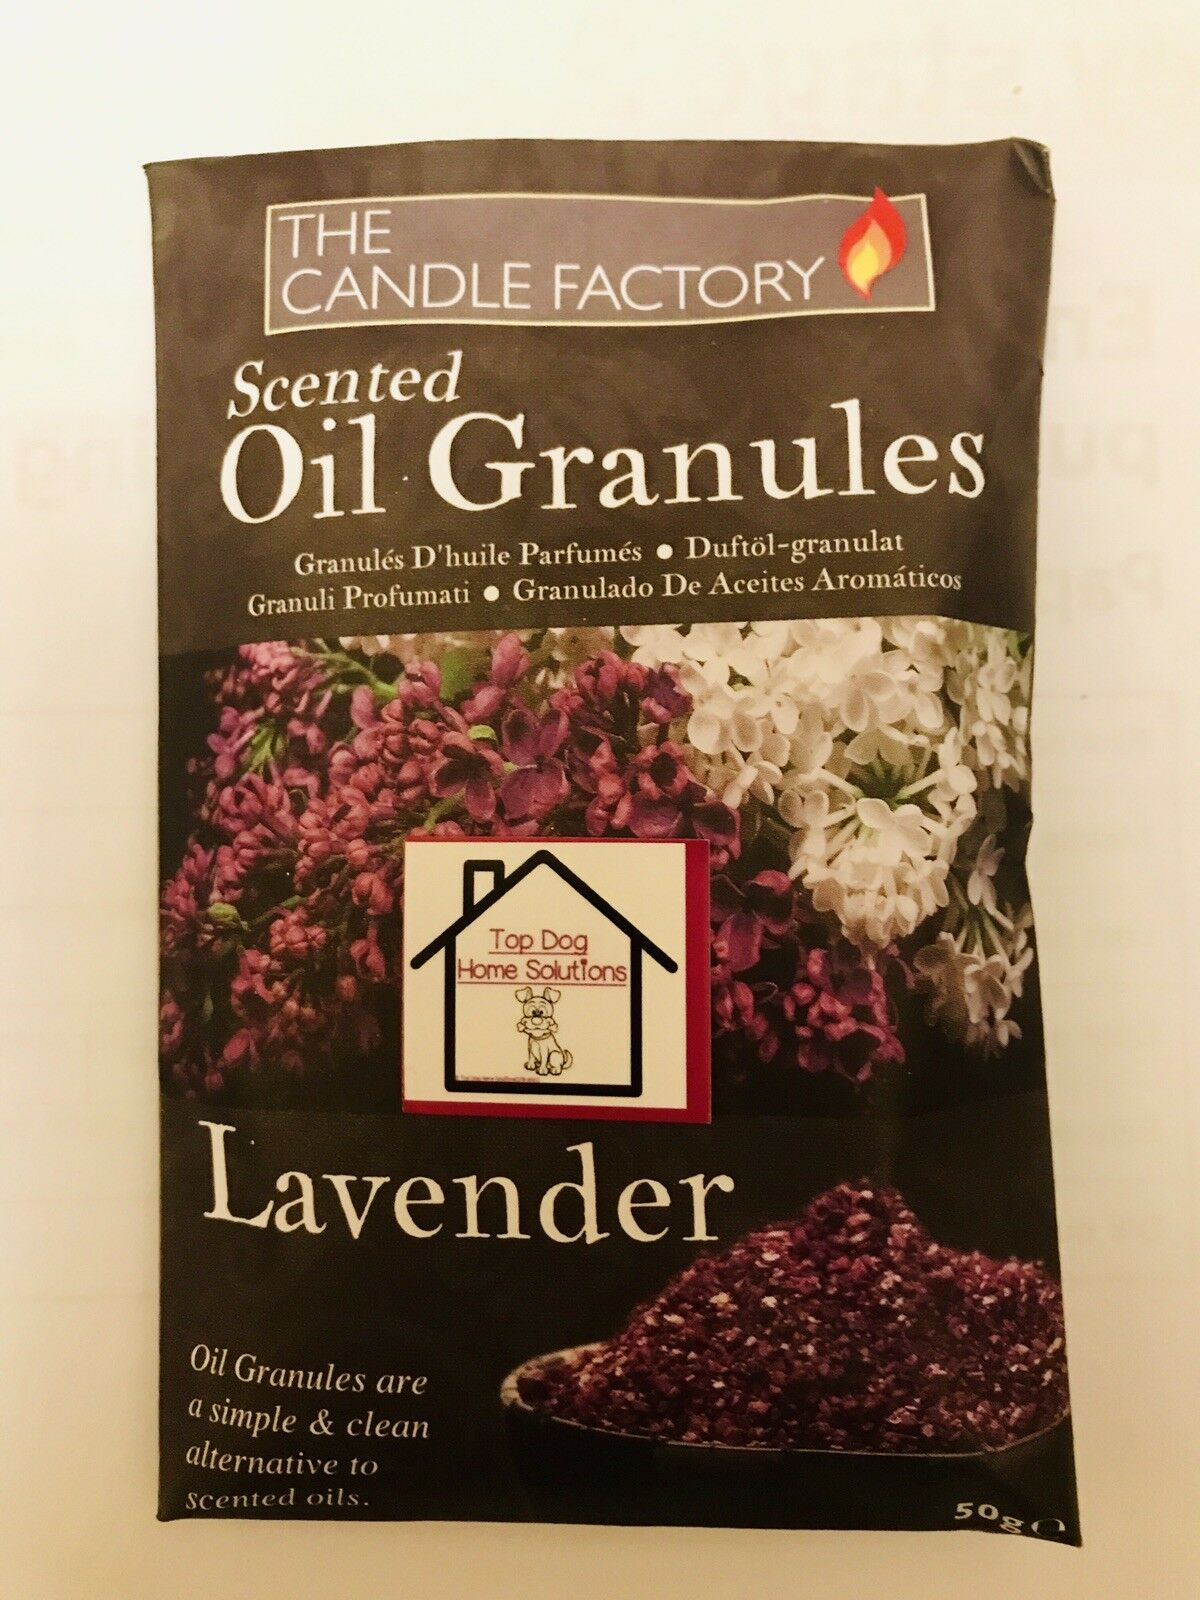 THE
CANDLE FACTORY
Scented
Oil Granules
Granulés D'huile Parfumés • Duftöl-granulat
Granuli Profumati • Granulado De Aceites Aromáticos
Top Dog
Home Solutions
Lavender
Oil Granules are
a simple & clean
alternative to
scented oils.
50g℮